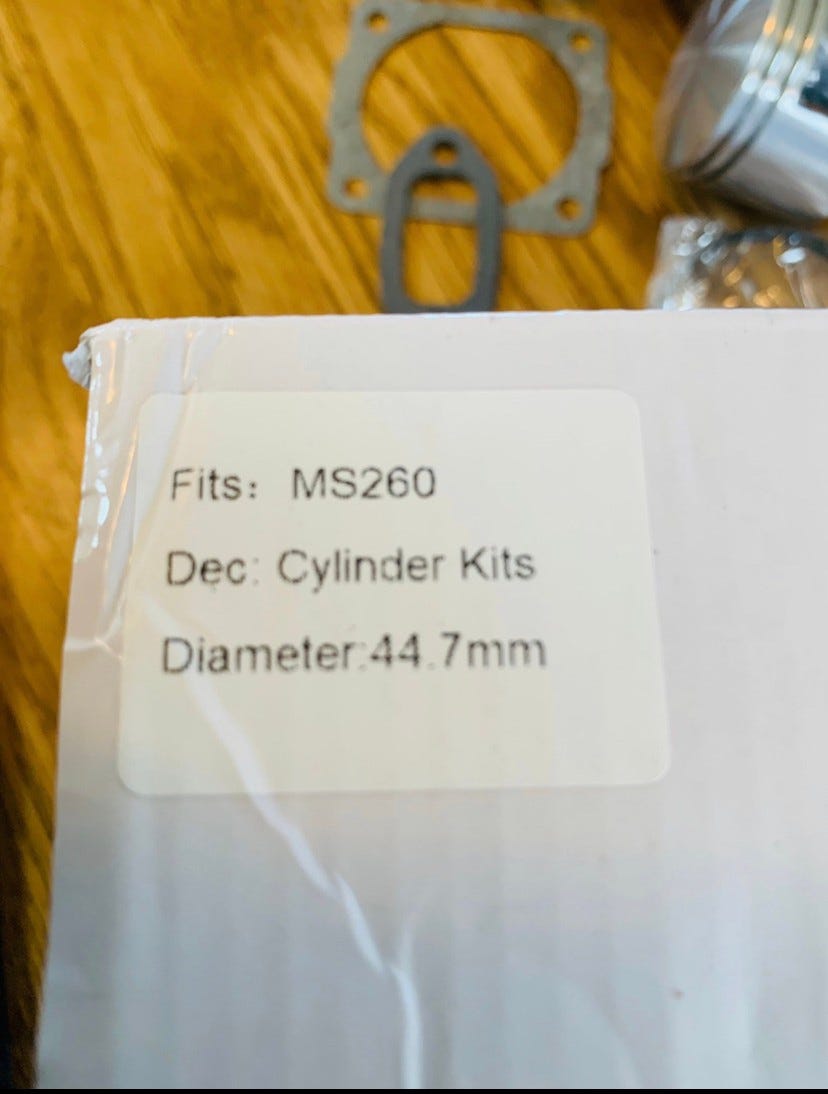 Fits: MS260
Dec: Cylinder Kits
Diameter:44.7mm